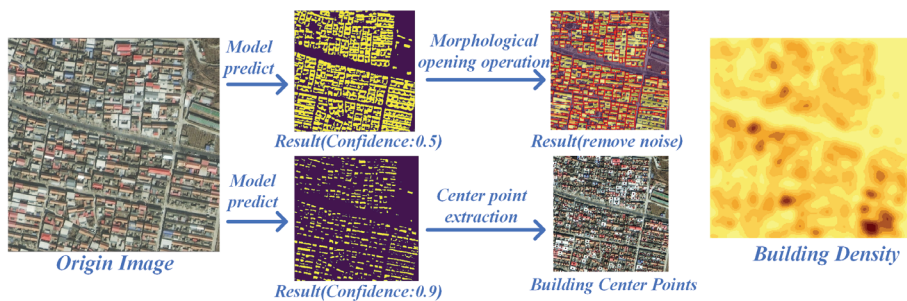 Model
predict
Morphological
opening operation
Result(Confidence:0.5)
Result(remove noise)
Model
predict
Center point
extraction
Origin Image
Result(Confidence:0.9)
Building Center Points
Building Density